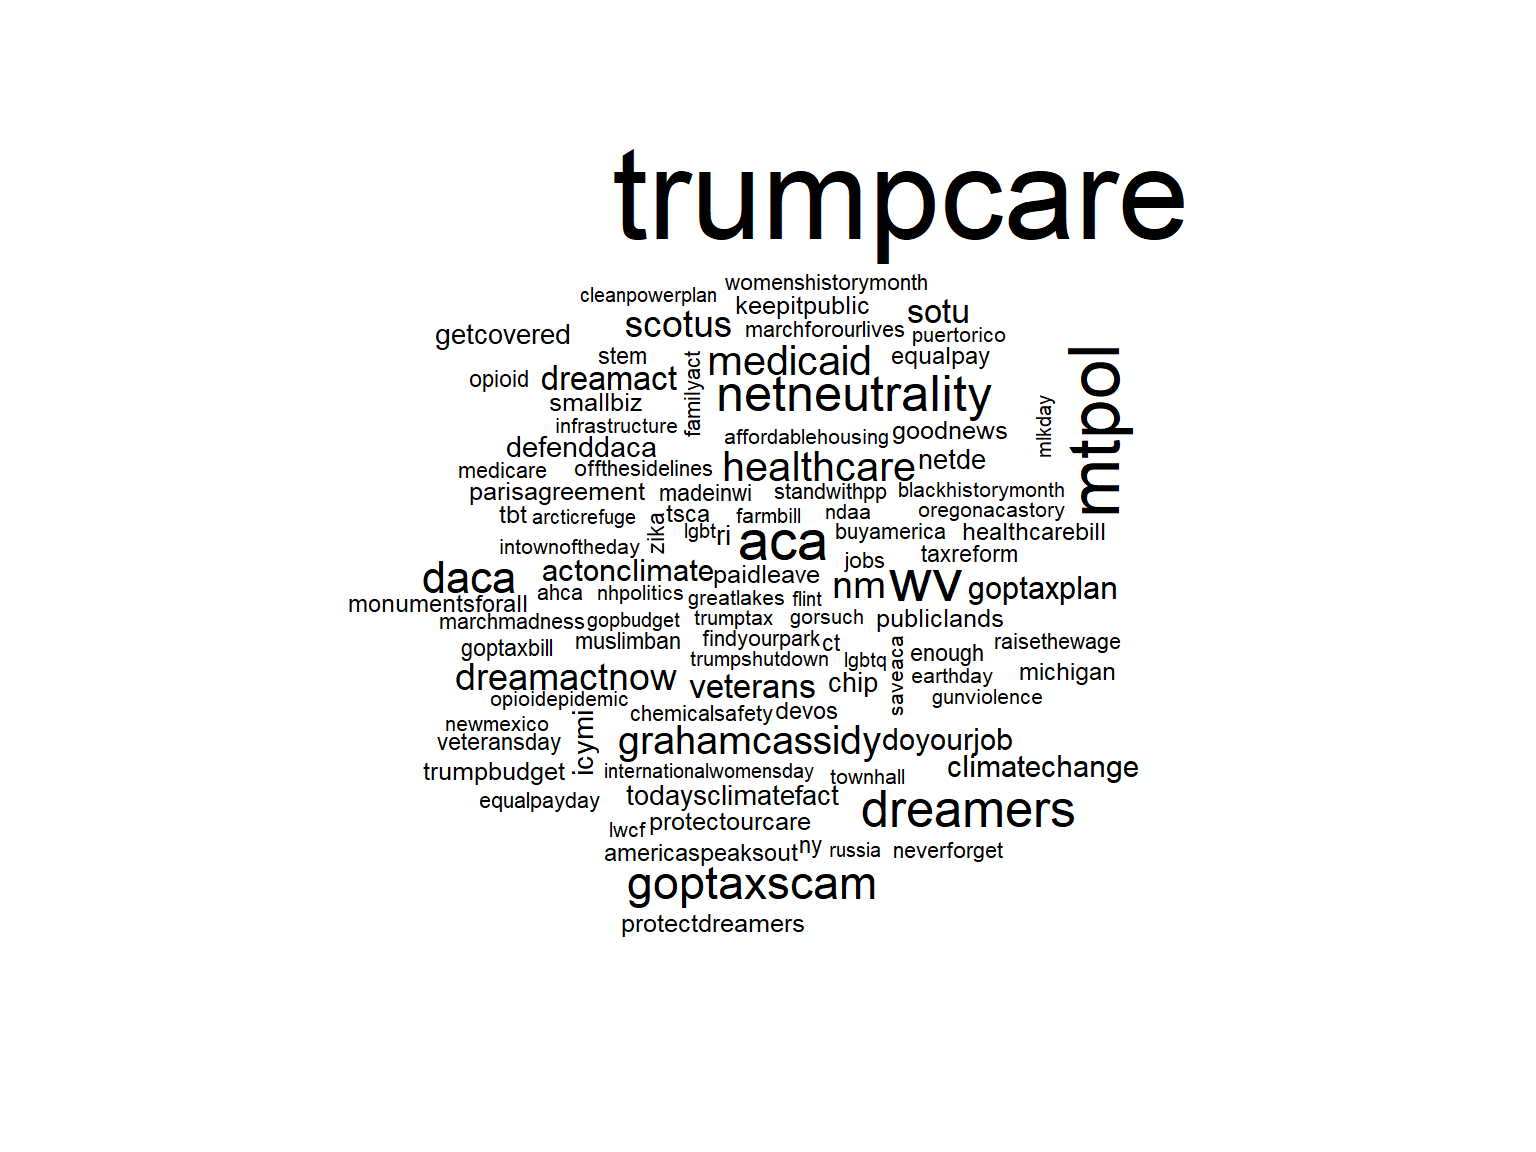 trumpcare
womenshistorymonth
cleanpowerplan
keepitpublic
sotu
scotus
marchforourlives
getcovered
puertorico
stem
medicaid
equalpay
opioid
dreamact
familyact
netneutrality
mtpol
smallbiz
mlkday
infrastructure
affordablehousing
goodnews
defenddaca
medicare
offthesidelines
healthcare
netde
parisagreement
madeinwi
standwithpp
blackhistorymonth
tbt
arcticrefuge
zika
tsca
farmbill
ndaa
oregonacastory
lgbt
ri
aca
buyamerica
healthcarebill
intownoftheday
jobs
taxreform
daca
actonclimate
paidleave
nm
wv
goptaxplan
monumentsforall
ahca
nhpolitics
greatlakes
flint
marchmadness
gopbudget
trumptax
gorsuch
publiclands
goptaxbill
muslimban
findyourpark
ct
raisethewage
trumpshutdown
lgbtq
saveaca
enough
dreamactnow
veterans
chip
earthday
michigan
opioidepidemic
gunviolence
newmexico
chemicalsafety
devos
veteransday
icymi
grahamcassidy
doyourjob
trumpbudget
internationalwomensday
townhall
climatechange
equalpayday
todaysclimatefact
dreamers
lwcf
protectourcare
americaspeaksout
ny
russia
neverforget
goptaxscam
protectdreamers